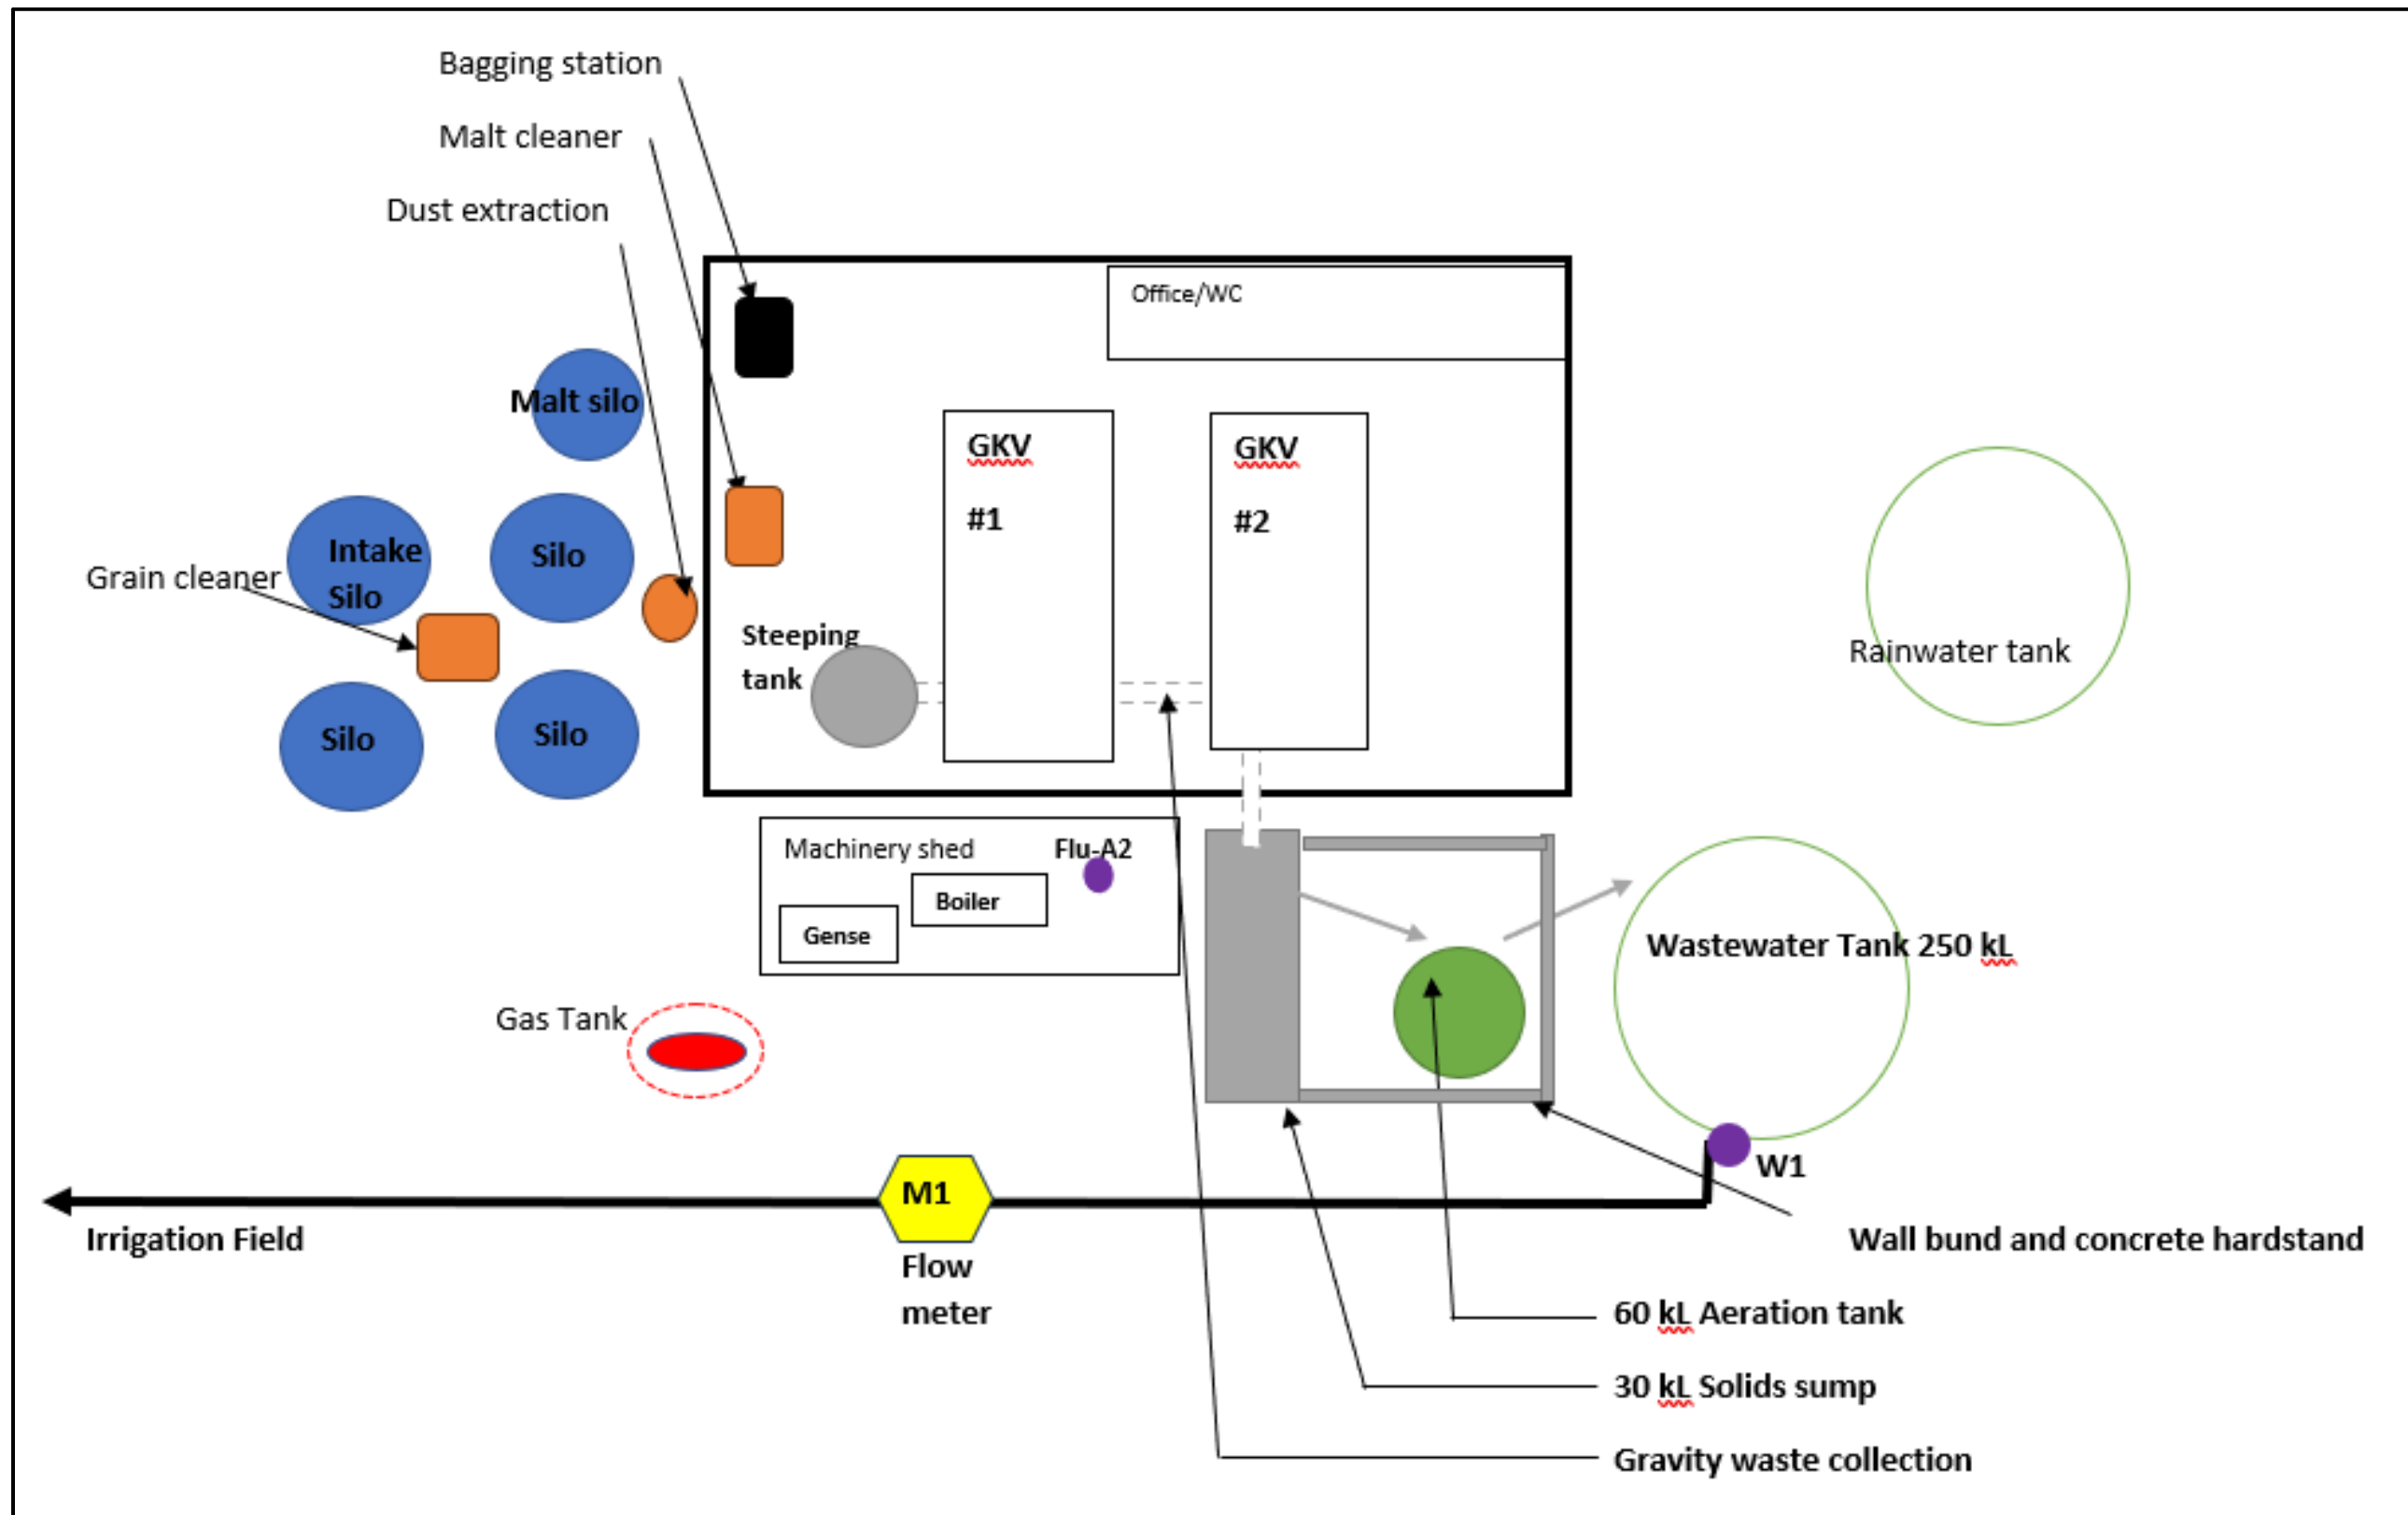 Bagging station
Malt cleaner
Dust extraction
Office/WC
Malt silo
GKV
#1
GKV
#2
Intake
Silo
Silo
Grain cleaner
Steeping
tank
Rainwater tank
Silo
Silo
Machinery shed
Flu-A2
Boiler
Gense
Wastewater Tank 250 kL
Gas Tank
W1
M1
Irrigation Field
Flow
meter
Wall bund and concrete hardstand
60 kL Aeration tank
30 kL Solids sump
Gravity waste collection